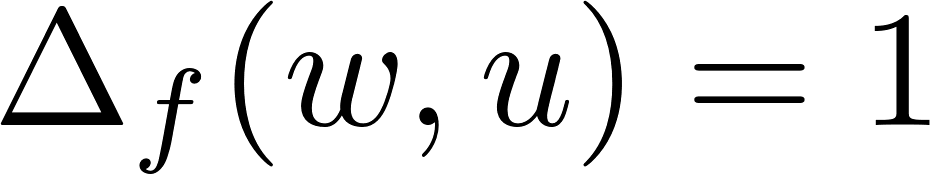 Δ_f(w, u) = 1